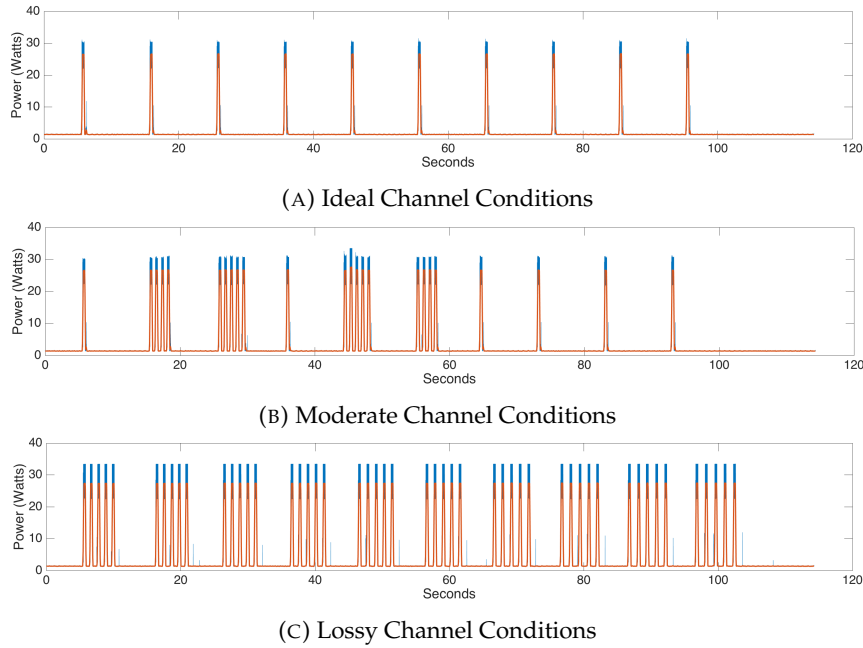 40
30
20
10
0
Power (Watts)
0 20 40 60 80 100 120
Seconds
(A) Ideal Channel Conditions
40
30
20
10
0
Power (Watts)
0 20 40 60 80 100 120
Seconds
(B) Moderate Channel Conditions
40
30
20
10
0
Power (Watts)
0 20 40 60 80 100 120
Seconds
(C) Lossy Channel Conditions